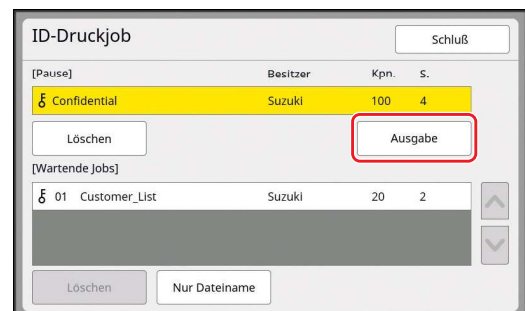 ID-Druckjob Schluß
[Pause] Besitzer Kpn. S.
Confidential Suzuki 100 4
Löschen Ausgabe
[Wartende Jobs]
01 Customer_List Suzuki 20 2
Löschen Nur Dateiname